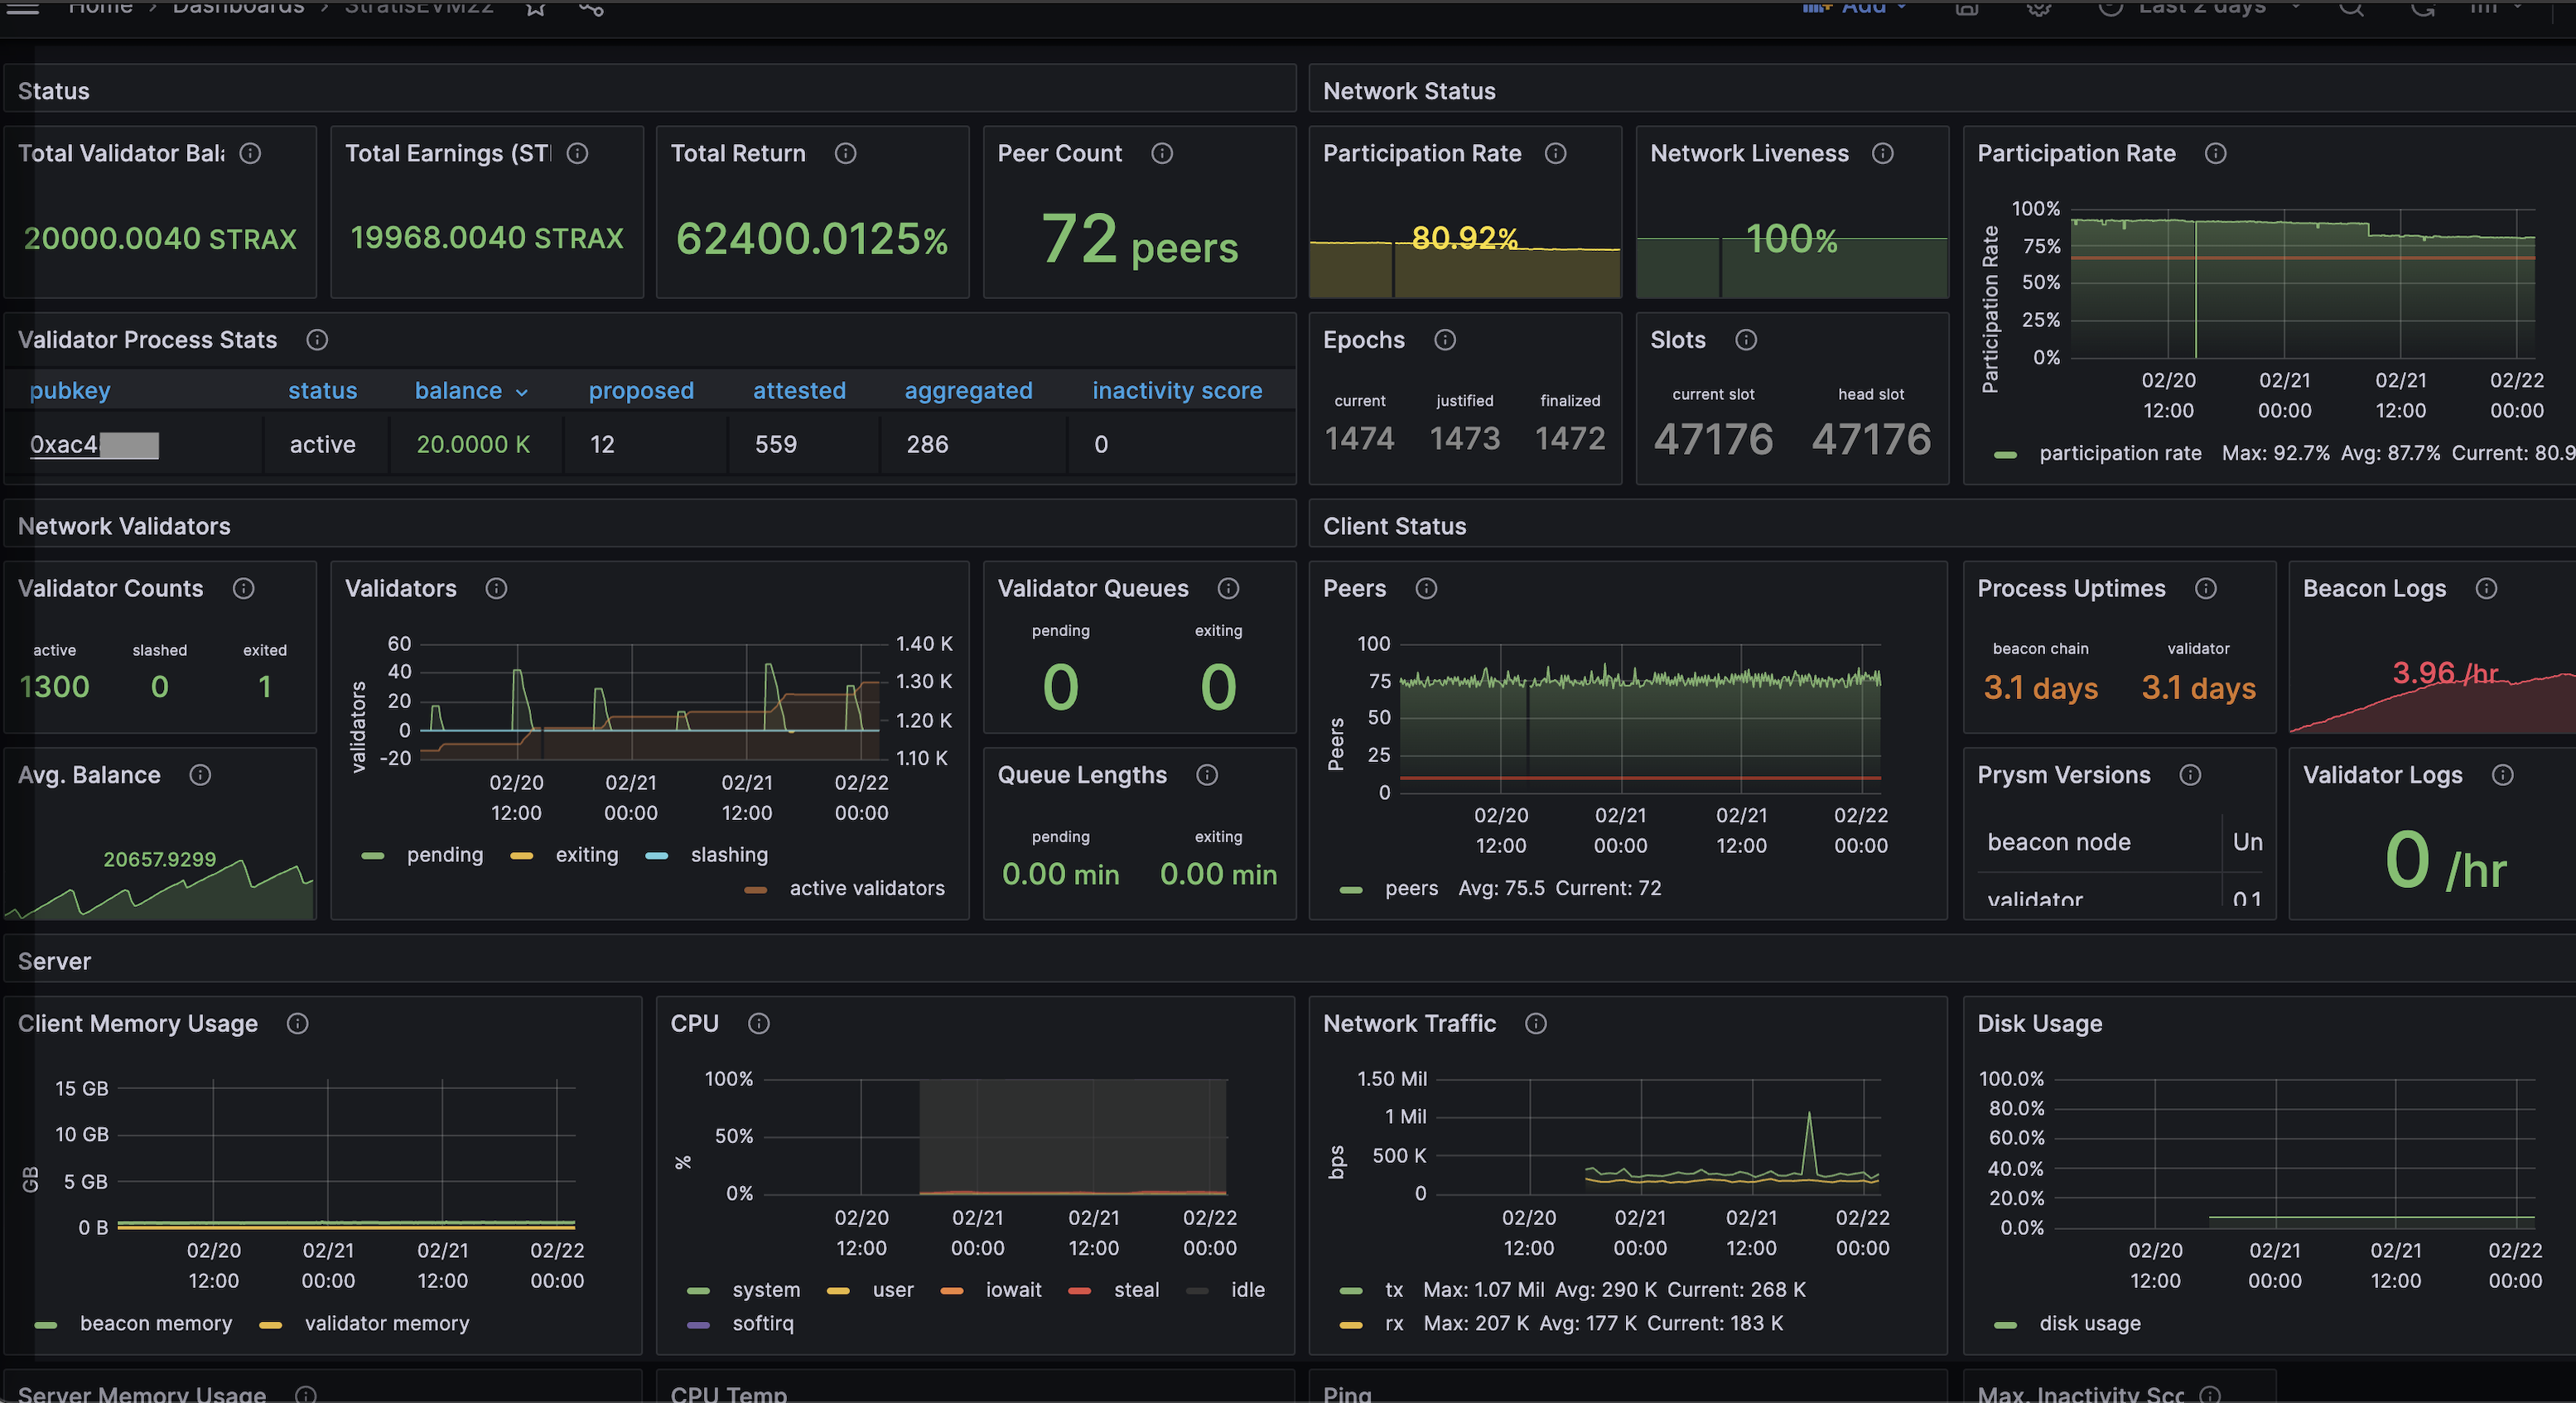 Home > Dashboards > StratisEVM22
Add
Last 2 days
1m
Status
Network Status
Total Validator Bala
Total Earnings (ST
Total Return
Peer Count
Participation Rate
Network Liveness
Participation Rate
20000.0040 STRAX
19968.0040 STRAX
62400.0125%
72 peers
80.92%
100%
Participation Rate
100%
75%
50%
25%
0%
02/20 12:00
02/21 00:00
02/21 12:00
02/22 00:00
participation rate Max: 92.7% Avg: 87.7% Current: 80.9
Validator Process Stats
pubkey status balance proposed attested aggregated inactivity score
0xac4 active 20.0000 K 12 559 286 0
Epochs
current justified finalized
1474 1473 1472
Slots
current slot head slot
47176 47176
Network Validators
Client Status
Validator Counts
active slashed exited
1300 0 1
Validators
validators
60
40
20
0
-20
1.40 K
1.30 K
1.20 K
1.10 K
02/20 12:00
02/21 00:00
02/21 12:00
02/22 00:00
pending exiting slashing
active validators
Validator Queues
pending exiting
0 0
Peers
Peers
100
75
50
25
0
02/20 12:00
02/21 00:00
02/21 12:00
02/22 00:00
peers Avg: 75.5 Current: 72
Process Uptimes
beacon chain validator
3.1 days 3.1 days
Beacon Logs
3.96 /hr
Avg. Balance
20657.9299
Queue Lengths
pending exiting
0.00 min 0.00 min
Prysm Versions
beacon node Un
validator
Validator Logs
0 /hr
Server
Client Memory Usage
GB
15 GB
10 GB
5 GB
0 B
02/20 12:00
02/21 00:00
02/21 12:00
02/22 00:00
beacon memory validator memory
CPU
%
100%
50%
0%
02/20 12:00
02/21 00:00
02/21 12:00
02/22 00:00
system user iowait steal idle
softirq
Network Traffic
bps
1.50 Mil
1 Mil
500 K
0
02/20 12:00
02/21 00:00
02/21 12:00
02/22 00:00
tx Max: 1.07 Mil Avg: 290 K Current: 268 K
rx Max: 207 K Avg: 177 K Current: 183 K
Disk Usage
100.0%
80.0%
60.0%
40.0%
20.0%
0.0%
02/20 12:00
02/21 00:00
02/21 12:00
02/22 00:00
disk usage
Server Memory Usage
CPU Temp
Ping
Max. Inactivity Sc